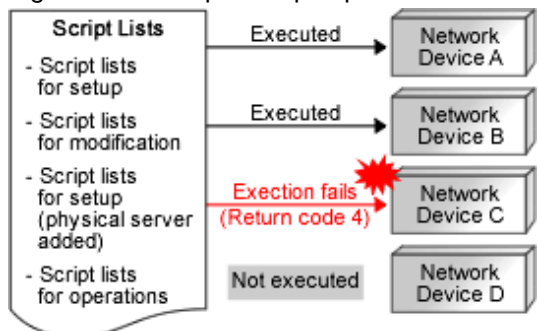 Script Lists
- Script lists
for setup
- Script lists
for modification
- Script lists
for setup
(physical server
added)
- Script lists
for operations
Executed
Network
Device A
Executed
Network
Device B
Exection fails
(Return code 4)
Network
Device C
Not executed
Network
Device D